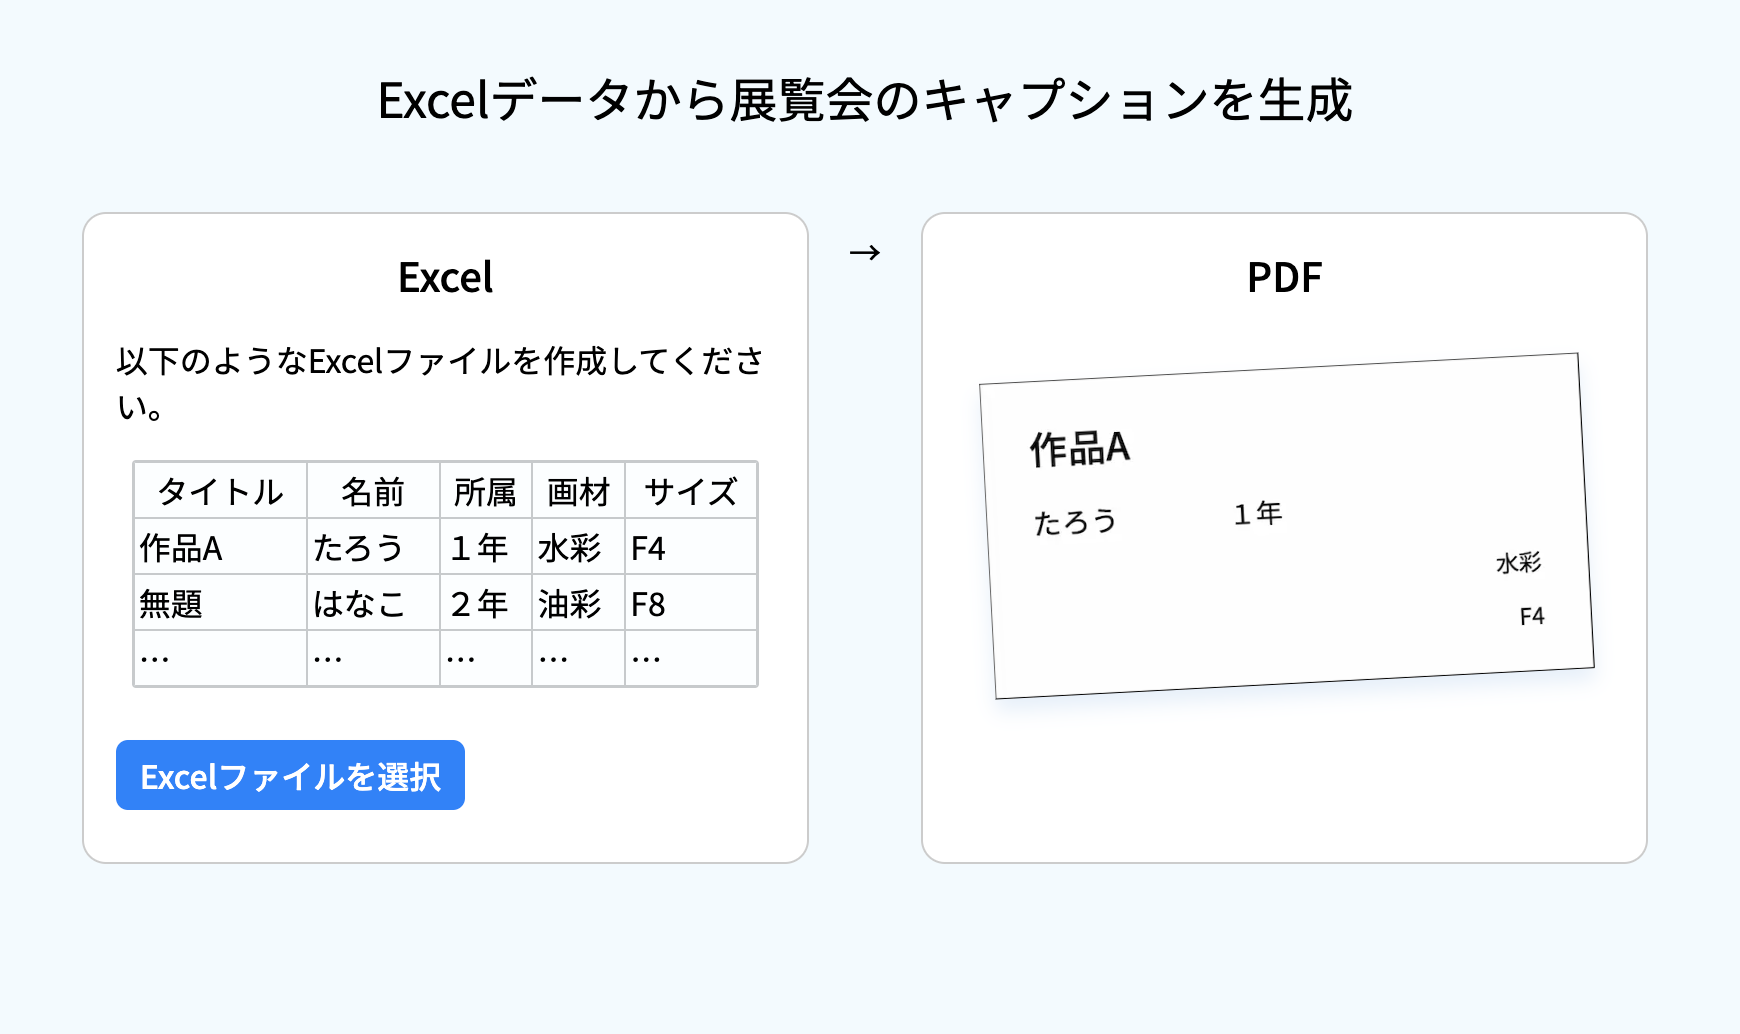 Excelデータから展覧会のキャプションを生成
Excel
以下のようなExcelファイルを作成してくださ
い。
タイトル 名前 所属 画材 サイズ
作品A たろう １年 水彩 F4
無題 はなこ ２年 油彩 F8
… … … … …
Excelファイルを選択
→
PDF
作品A
たろう １年
水彩
F4